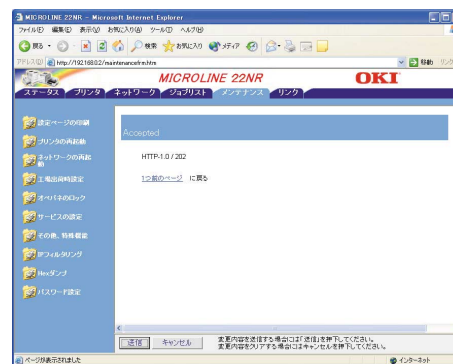 MICROLINE 22NR - Microsoft Internet Explorer
ファイル(F) 編集(E) 表示(V) お気に入り(A) ツール(T) ヘルプ(H)
戻る 検索 お気に入り メディア
アドレス(D) http://192.168.0.2/maintenancefrm.htm 移動 リンク
MICROLINE 22NR OKI
ステータス プリンタ ネットワーク ジョブリスト メンテナンス リンク
設定ページの印刷
プリンタの再起動
ネットワークの再起動
工場出荷時設定
オペパネのロック
サービスの設定
その他、特殊機能
IPフィルタリング
Hexダンプ
パスワード設定
Accepted
HTTP-1.0 / 202
1つ前のページ に戻る
送信 キャンセル 変更内容を送信する場合には「送信」を押下してください。
変更内容をクリアする場合にはキャンセルを押下してください。
ページが表示されました インターネット